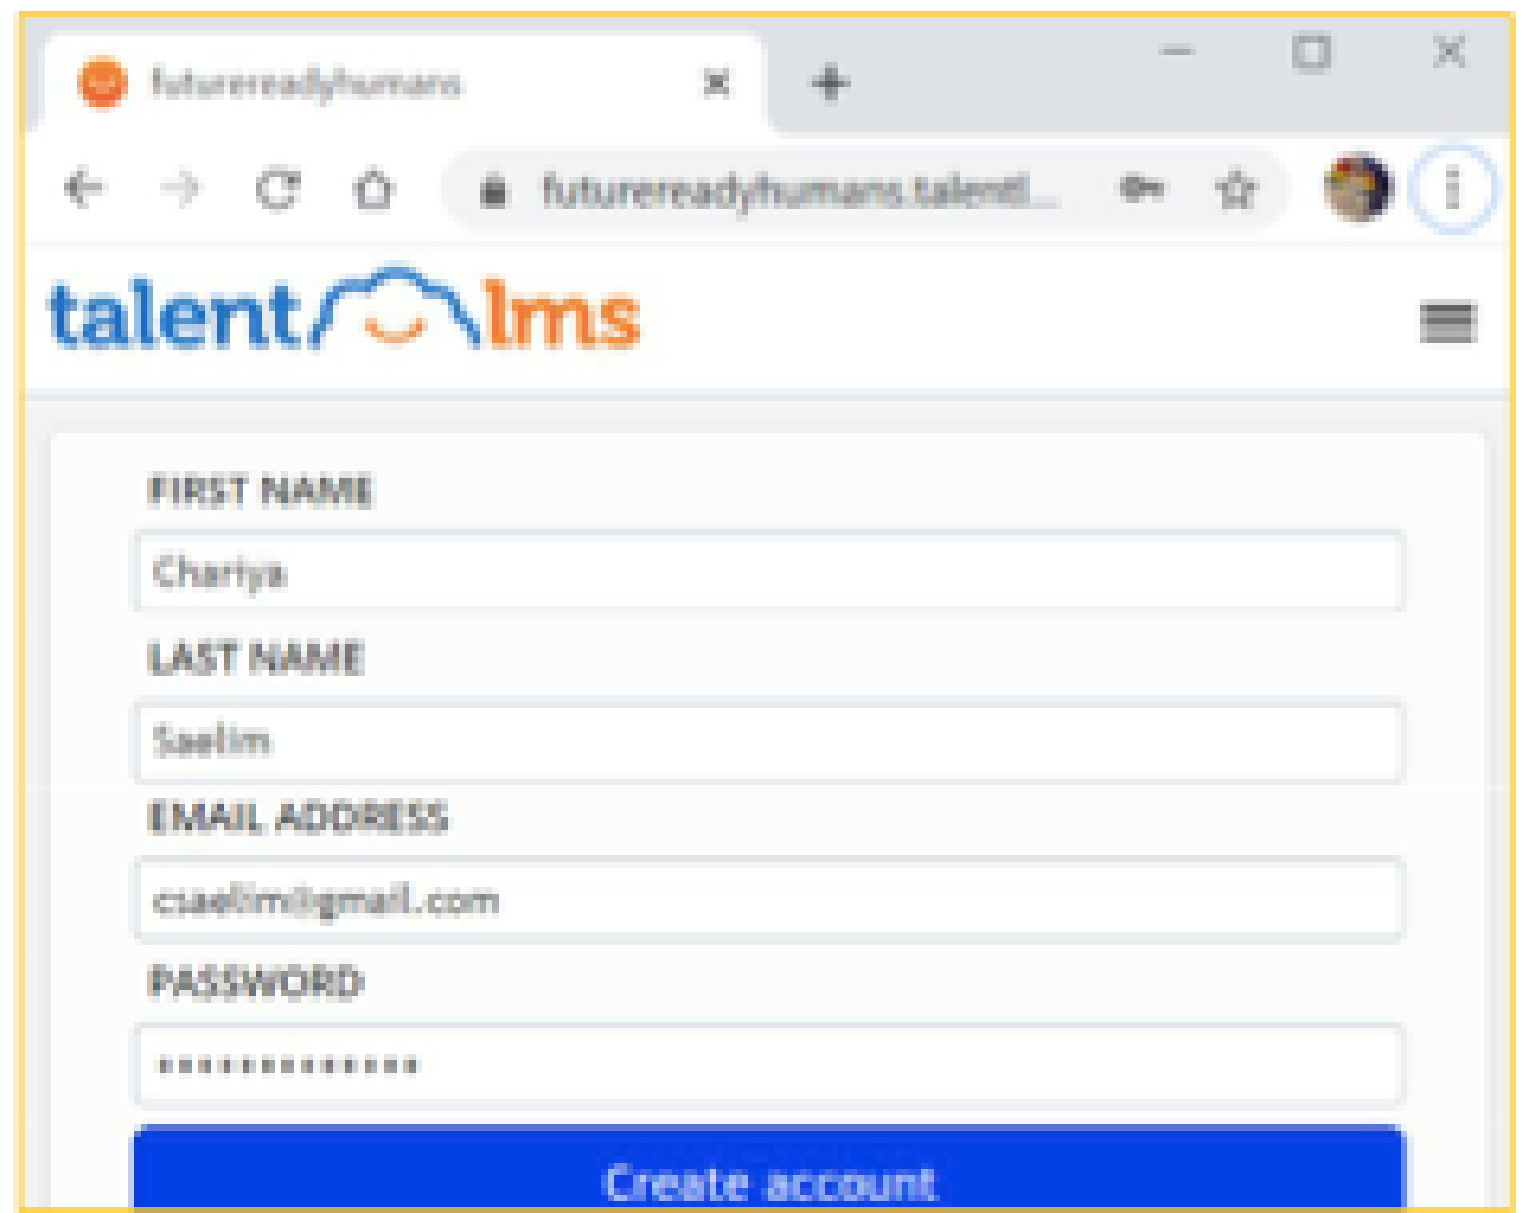 futurereadyhumans
futurereadyhumans.talentl...
talent lms
FIRST NAME
Chariya
LAST NAME
Saelim
EMAIL ADDRESS
csaelim@gmail.com
PASSWORD
•••••••••••••
Create account